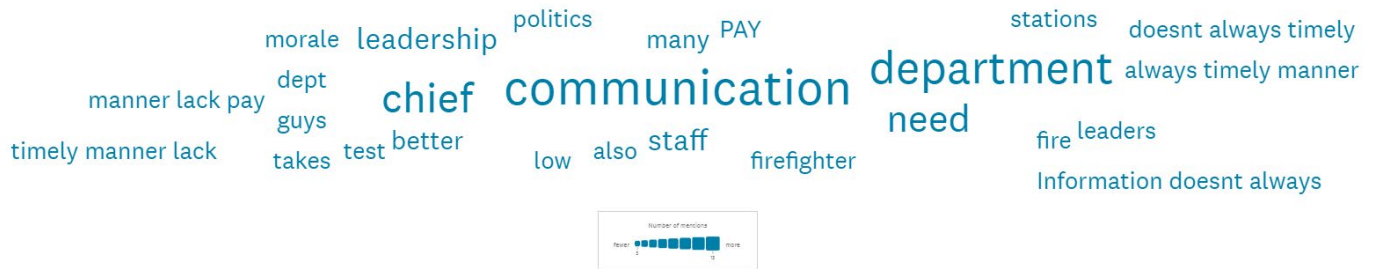 politics
stations
doesnt always timely
morale
leadership
many
PAY
department
always timely manner
dept
communication
manner lack pay
chief
guys
need
fire
leaders
timely manner lack
takes
test
better
low
also
staff
firefighter
Information doesnt always
Number of mentions
fewer
more